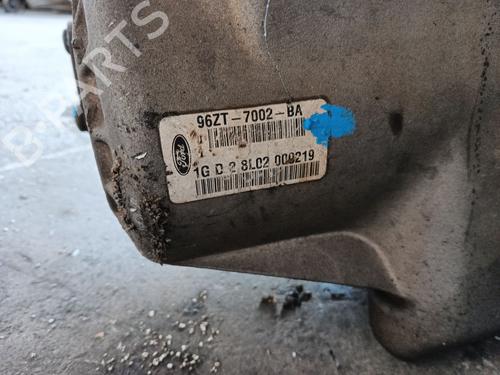 B-PARTS
96ZT-7002-BA
Ford
1G D 2 8L02 000219